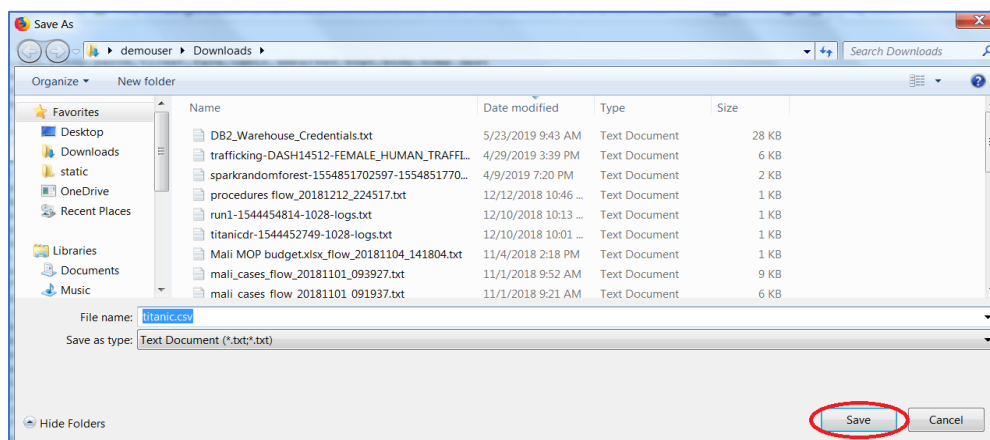 Save As
demouser Downloads
Search Downloads
Organize New folder
Favorites
Desktop
Downloads
static
OneDrive
Recent Places
Libraries
Documents
Music
Name Date modified Type Size
DB2_Warehouse_Credentials.txt 5/23/2019 9:43 AM Text Document 28 KB
trafficking-DASH14512-FEMALE_HUMAN_TRAFFI... 4/29/2019 3:39 PM Text Document 6 KB
sparkrandomforest-1554851702597-1554851770... 4/9/2019 7:20 PM Text Document 2 KB
procedures flow_20181212_224517.txt 12/12/2018 10:46 ... Text Document 1 KB
run1-1544454814-1028-logs.txt 12/10/2018 10:13 ... Text Document 1 KB
titanicdr-1544452749-1028-logs.txt 12/10/2018 10:01 ... Text Document 1 KB
Mali MOP budget.xlsx_flow_20181104_141804.txt 11/4/2018 2:18 PM Text Document 1 KB
mali_cases_flow_20181101_093927.txt 11/1/2018 9:52 AM Text Document 9 KB
mali_cases_flow_20181101_091937.txt 11/1/2018 9:21 AM Text Document 6 KB
File name: titanic.csv
Save as type: Text Document (*.txt;*.txt)
Hide Folders
Save
Cancel